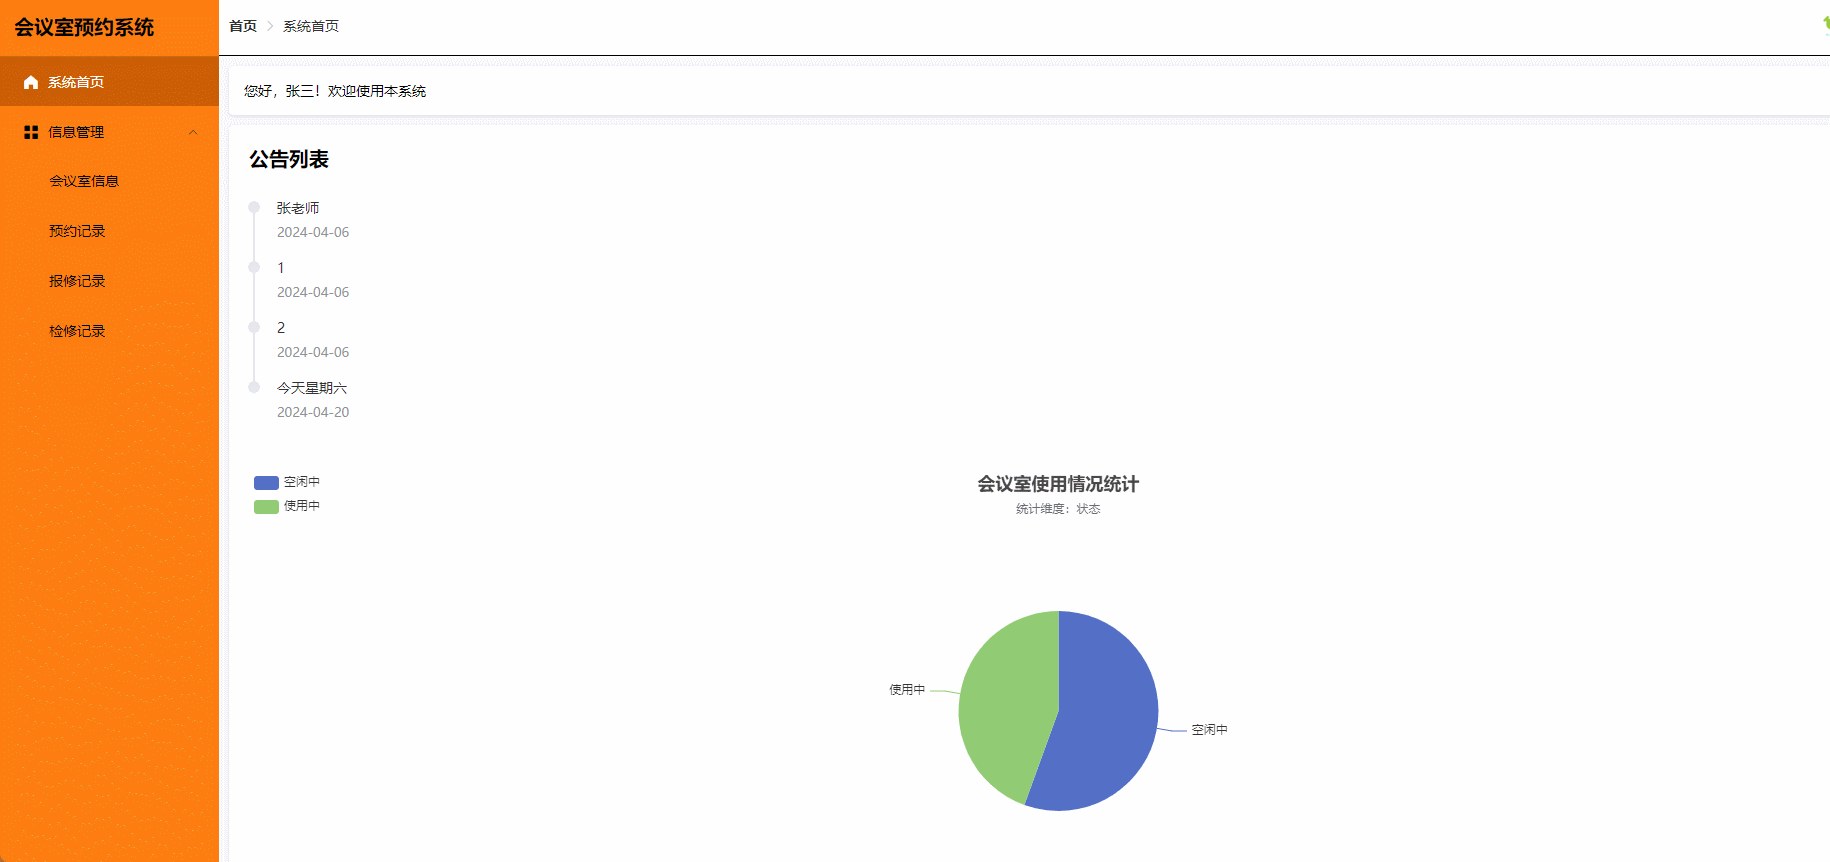 会议室预约系统
首页 系统首页
系统首页
信息管理
会议室信息
预约记录
报修记录
检修记录
您好，张三！欢迎使用本系统
公告列表
张老师
2024-04-06
1
2024-04-06
2
2024-04-06
今天星期六
2024-04-20
空闲中
使用中
会议室使用情况统计
统计维度：状态
使用中
空闲中